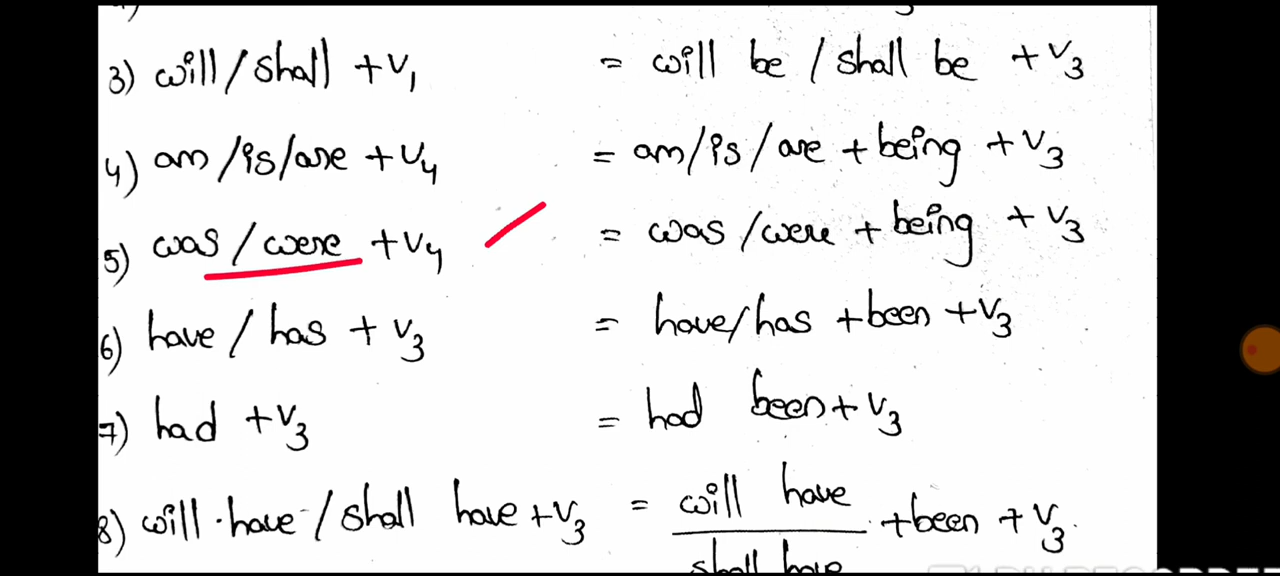 3) will / shall + V1 = will be / shall be + V3
4) am / is / are + V4 = am / is / are + being + V3
5) was / were + V4 = was / were + being + V3
6) have / has + V3 = have / has + been + V3
7) had + V3 = had been + V3
8) will have / shall have + V3 = will have / shall have + been + V3